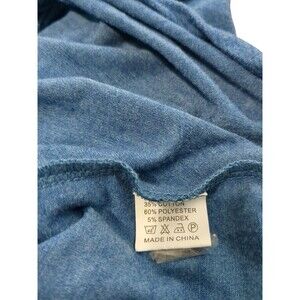 35% COTTON
60% POLYESTER
5% SPANDEX
MADE IN CHINA